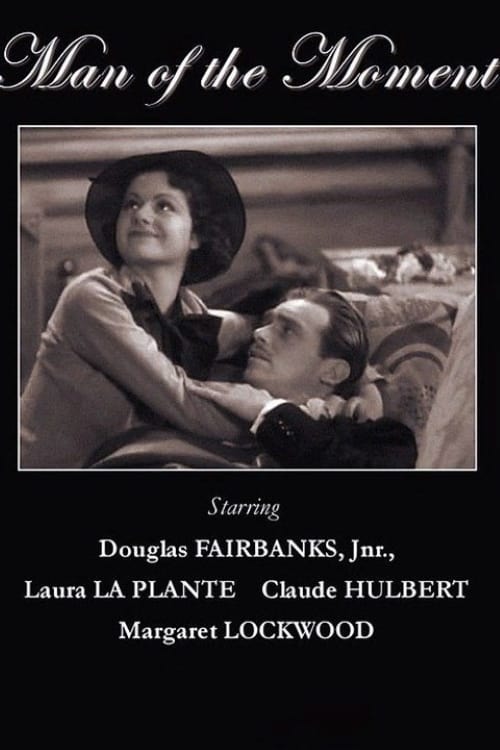 Man of the Moment
Starring
Douglas FAIRBANKS, Jnr.,
Laura LA PLANTE Claude HULBERT
Margaret LOCKWOOD